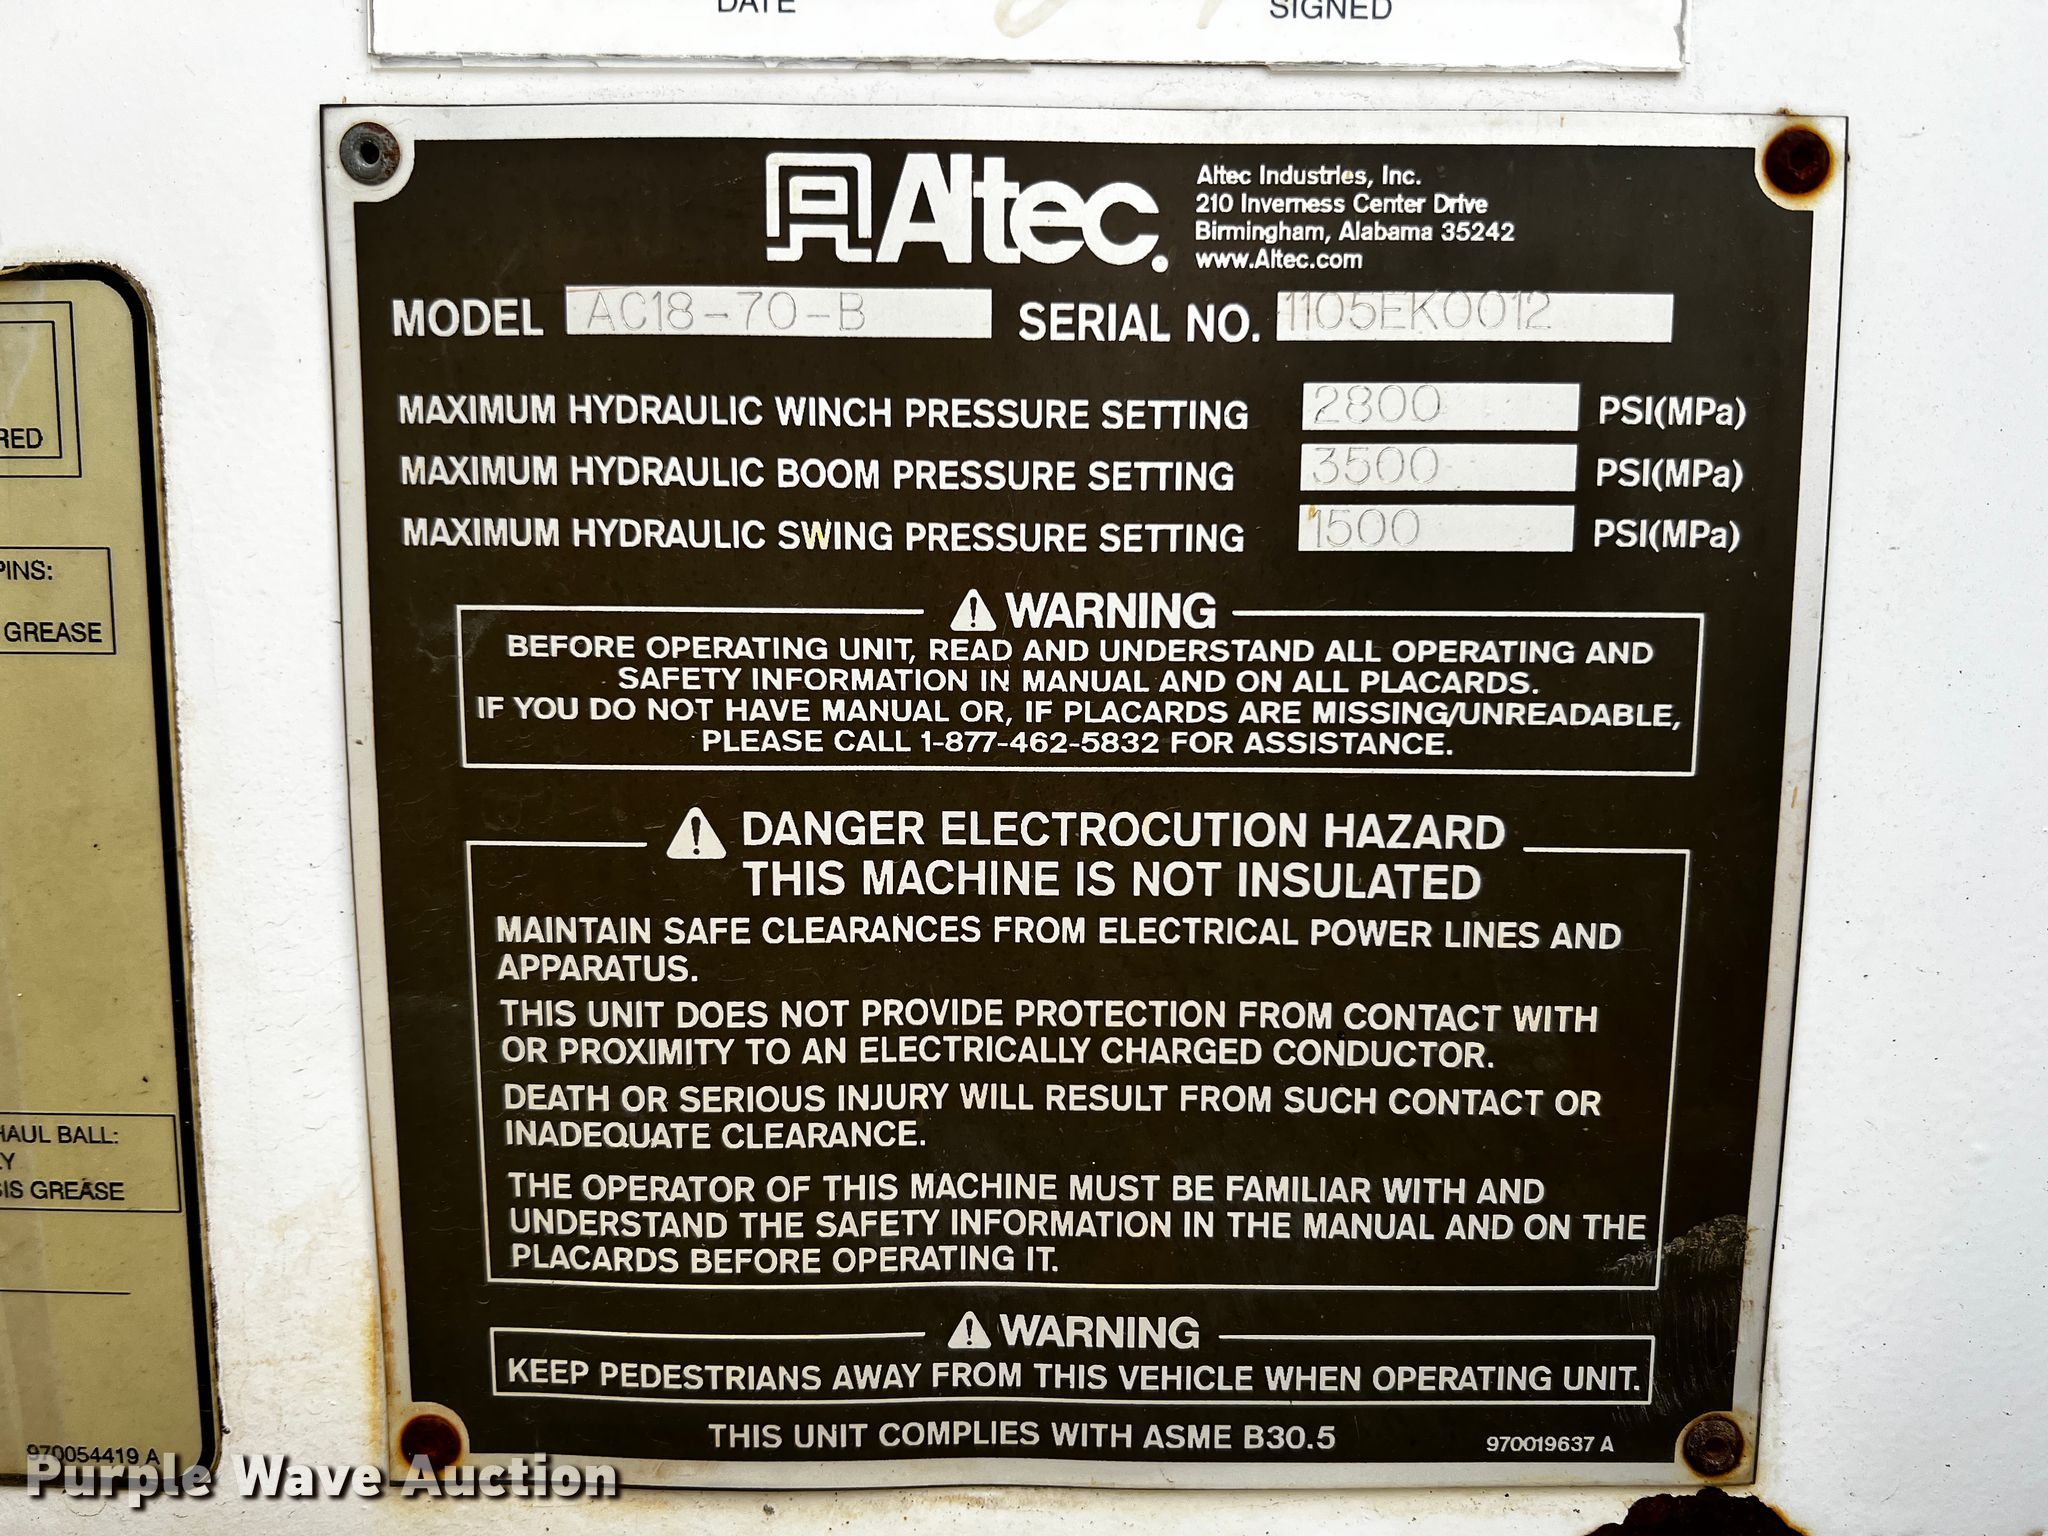 DATE
SIGNED
Altec.
Altec Industries, Inc.
210 Inverness Center Drive
Birmingham, Alabama 35242
www.Altec.com
MODEL AC18-70-B SERIAL NO. 1105EK0012
MAXIMUM HYDRAULIC WINCH PRESSURE SETTING 2800 PSI(MPa)
MAXIMUM HYDRAULIC BOOM PRESSURE SETTING 3500 PSI(MPa)
MAXIMUM HYDRAULIC SWING PRESSURE SETTING 1500 PSI(MPa)
WARNING
BEFORE OPERATING UNIT, READ AND UNDERSTAND ALL OPERATING AND
SAFETY INFORMATION IN MANUAL AND ON ALL PLACARDS.
IF YOU DO NOT HAVE MANUAL OR, IF PLACARDS ARE MISSING/UNREADABLE,
PLEASE CALL 1-877-462-5832 FOR ASSISTANCE.
DANGER ELECTROCUTION HAZARD
THIS MACHINE IS NOT INSULATED
MAINTAIN SAFE CLEARANCES FROM ELECTRICAL POWER LINES AND
APPARATUS.
THIS UNIT DOES NOT PROVIDE PROTECTION FROM CONTACT WITH
OR PROXIMITY TO AN ELECTRICALLY CHARGED CONDUCTOR.
DEATH OR SERIOUS INJURY WILL RESULT FROM SUCH CONTACT OR
INADEQUATE CLEARANCE.
THE OPERATOR OF THIS MACHINE MUST BE FAMILIAR WITH AND
UNDERSTAND THE SAFETY INFORMATION IN THE MANUAL AND ON THE
PLACARDS BEFORE OPERATING IT.
WARNING
KEEP PEDESTRIANS AWAY FROM THIS VEHICLE WHEN OPERATING UNIT.
THIS UNIT COMPLIES WITH ASME B30.5
970019637 A
GREASE
HAUL BALL:
GREASE
970054419 A
Purple Wave Auction